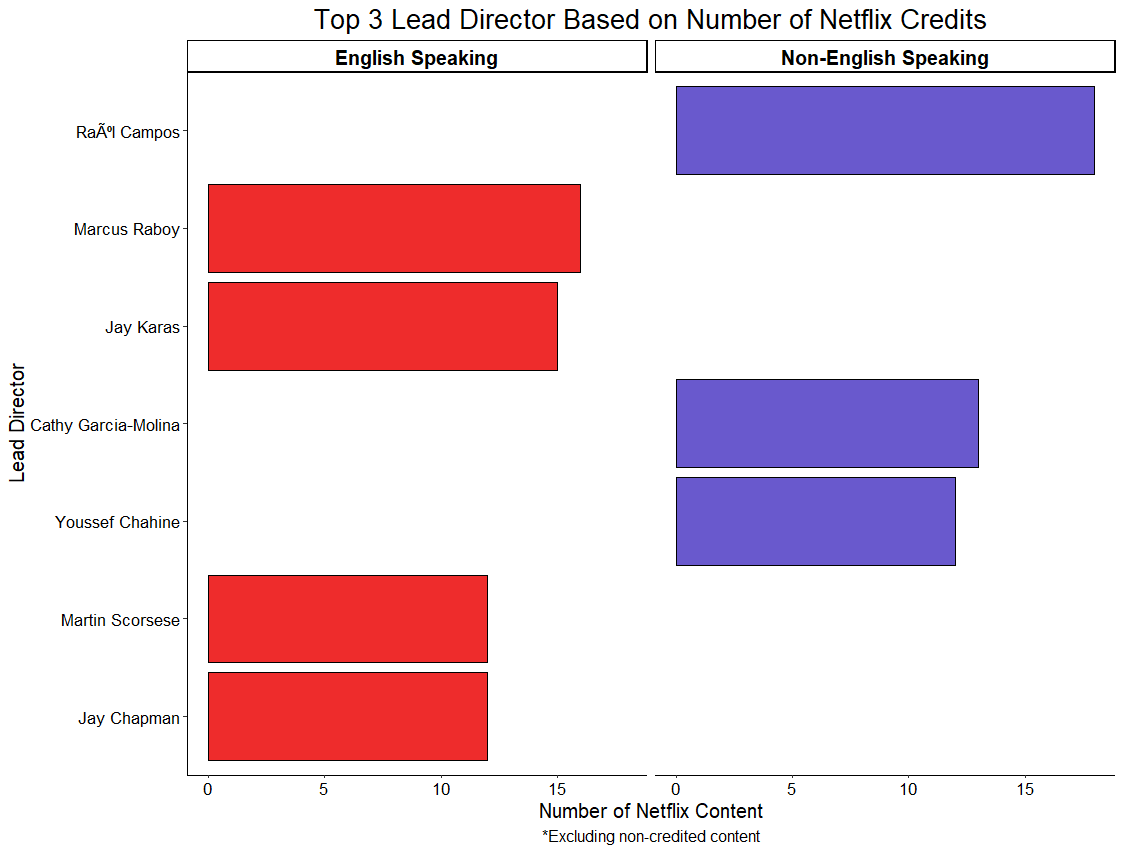 Top 3 Lead Director Based on Number of Netflix Credits
English Speaking
Non-English Speaking
Lead Director
Raúl Campos
Marcus Raboy
Jay Karas
Cathy Garcia-Molina
Youssef Chahine
Martin Scorsese
Jay Chapman
0 5 10 15
0 5 10 15
Number of Netflix Content
*Excluding non-credited content